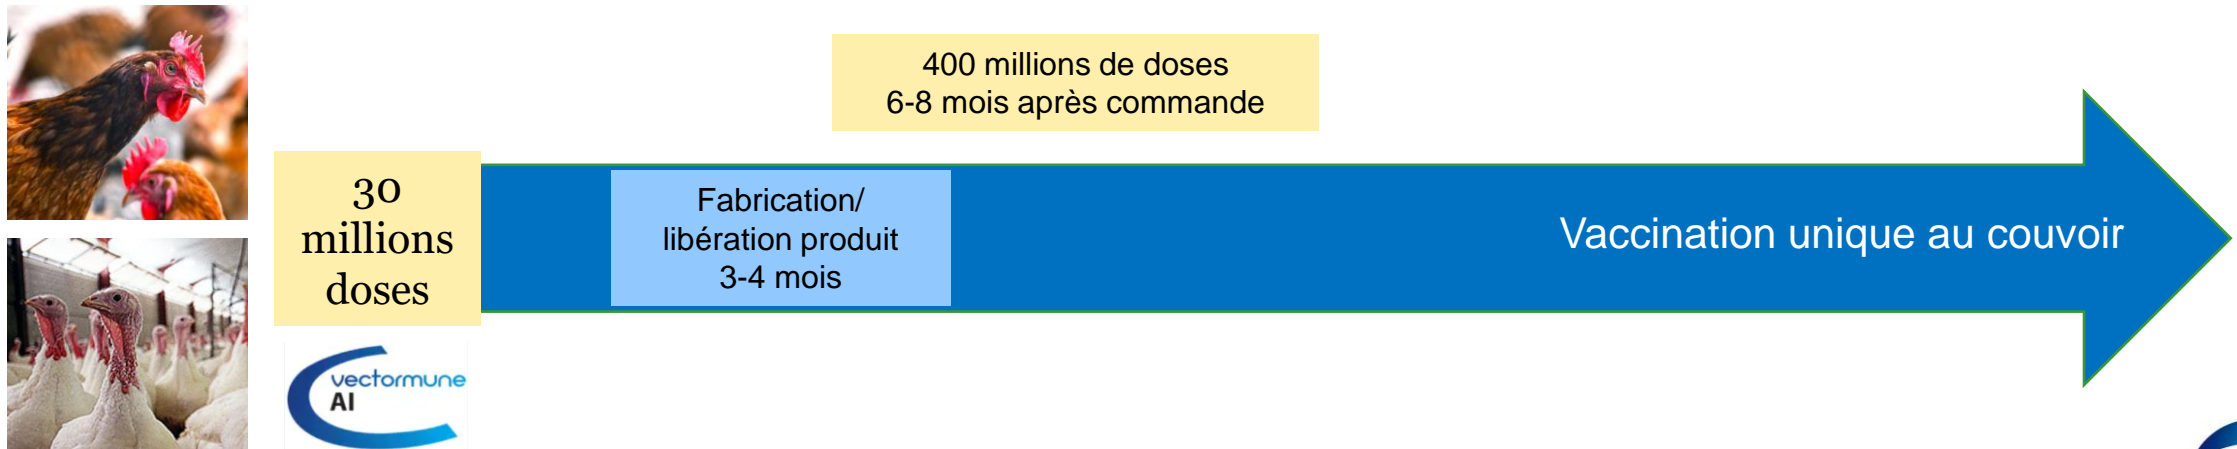 400 millions de doses
6-8 mois après commande
30
millions
doses
Fabrication/
libération produit
3-4 mois
Vaccination unique au couvoir
vectormune
AI